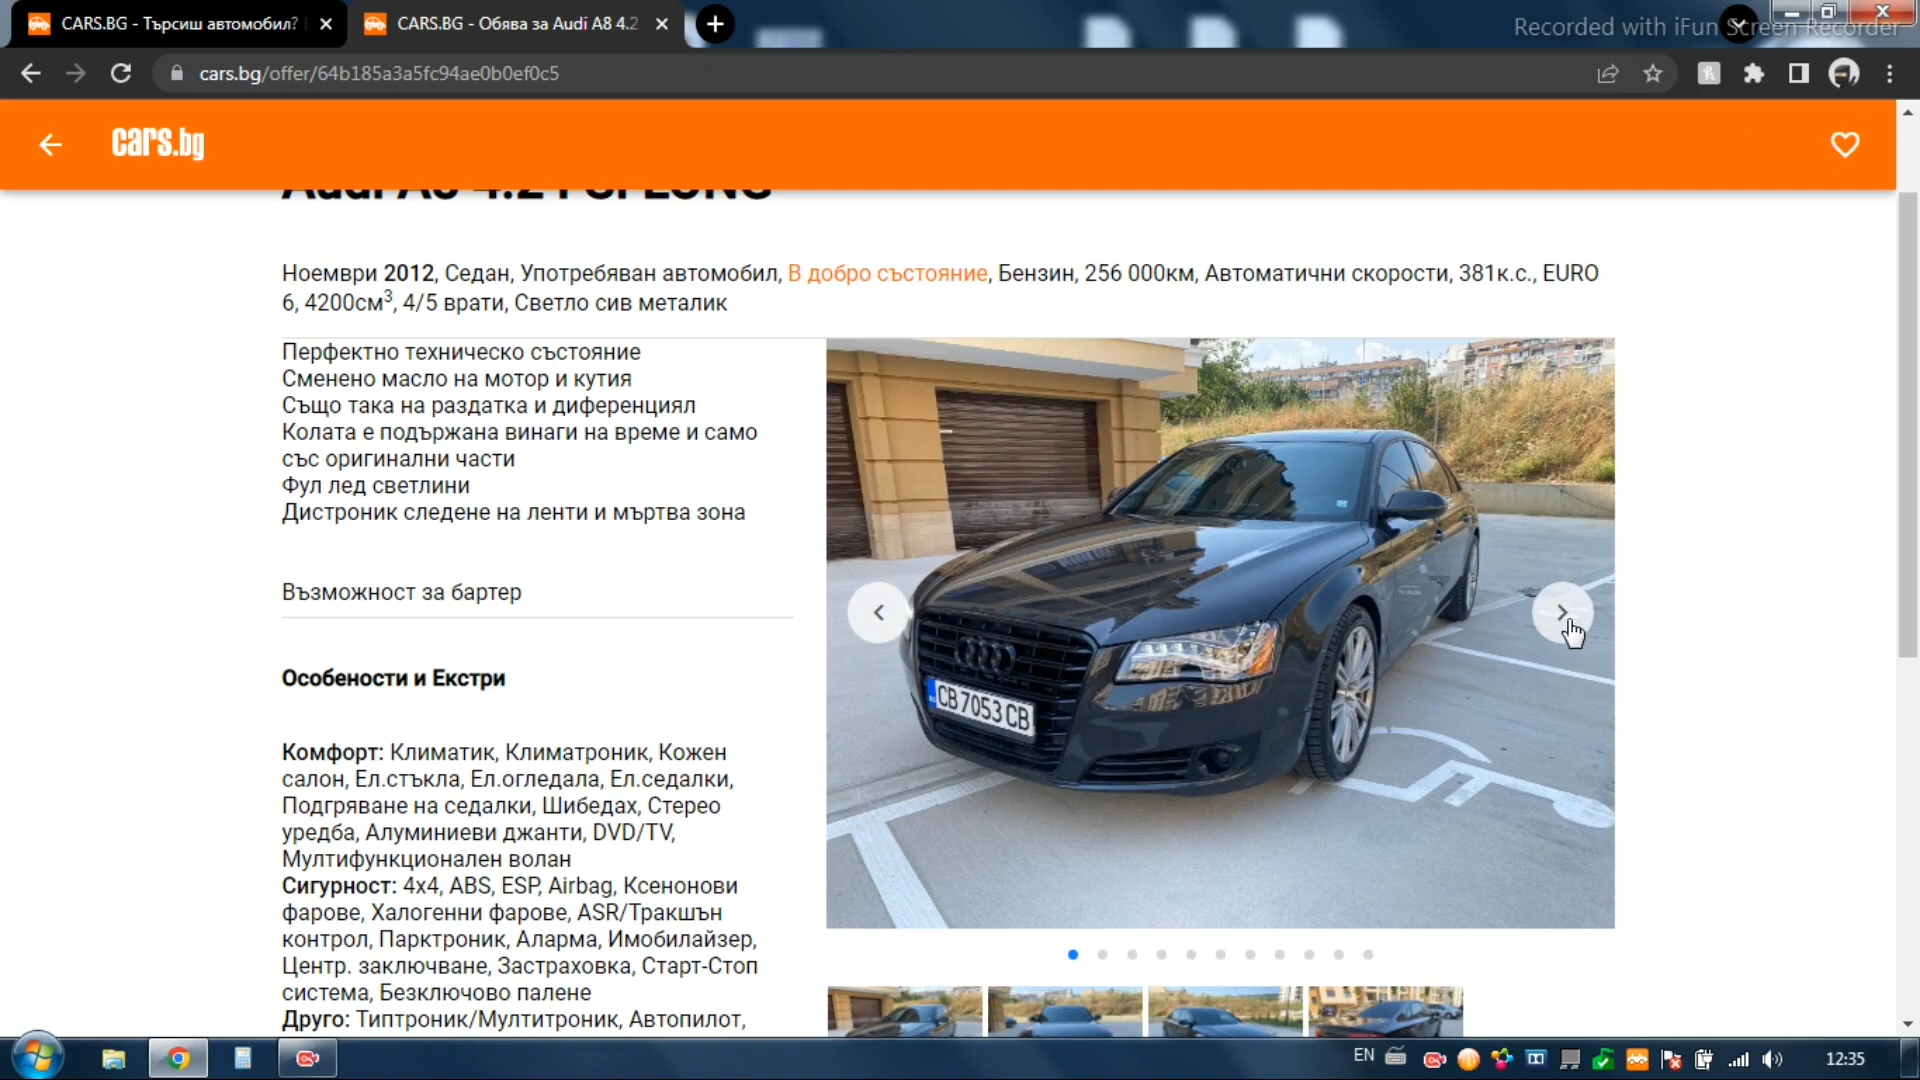 CARS.BG - Търсиш автомобил?
CARS.BG - Обява за Audi A8 4.2
Recorded with iFun Screen Recorder
cars.bg/offer/64b185a3a5fc94ae0b0ef0c5
cars.bg
Audi A8 4.2 FSI LONG
Ноември 2012, Седан, Употребяван автомобил, В добро състояние, Бензин, 256 000км, Автоматични скорости, 381к.с., EURO
6, 4200см³, 4/5 врати, Светло сив металик
Перфектно техническо състояние
Сменено масло на мотор и кутия
Също така на раздатка и диференциял
Колата е подържана винаги на време и само
със оригинални части
Фул лед светлини
Дистроник следене на ленти и мъртва зона
Възможност за бартер
Особености и Екстри
Комфорт: Климатик, Климатроник, Кожен
салон, Ел.стъкла, Ел.огледала, Ел.седалки,
Подгряване на седалки, Шибедах, Стерео
уредба, Алуминиеви джанти, DVD/TV,
Мултифункционален волан
Сигурност: 4x4, ABS, ESP, Airbag, Ксенонови
фарове, Халогенни фарове, ASR/Тракшън
контрол, Парктроник, Аларма, Имобилайзер,
Центр. заключване, Застраховка, Старт-Стоп
система, Безключово палене
Друго: Типтроник/Мултитроник, Автопилот,
CB 7053 CB
EN
12:35